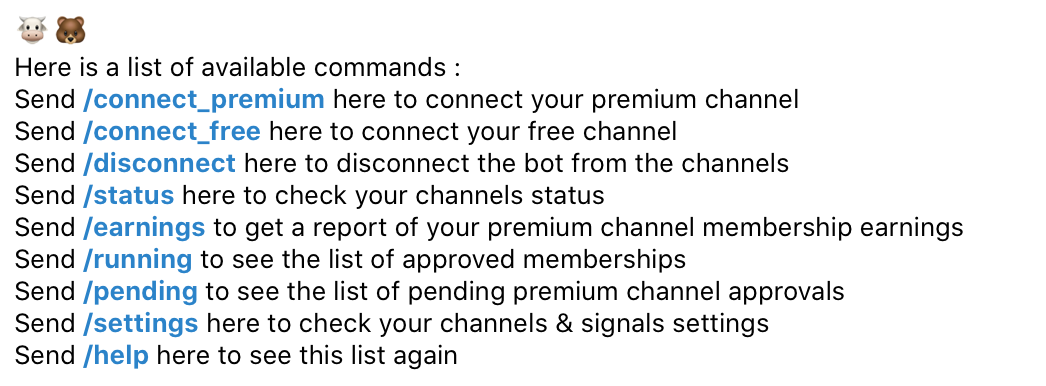 🐮🐻
Here is a list of available commands :
Send /connect_premium here to connect your premium channel
Send /connect_free here to connect your free channel
Send /disconnect here to disconnect the bot from the channels
Send /status here to check your channels status
Send /earnings to get a report of your premium channel membership earnings
Send /running to see the list of approved memberships
Send /pending to see the list of pending premium channel approvals
Send /settings here to check your channels & signals settings
Send /help here to see this list again